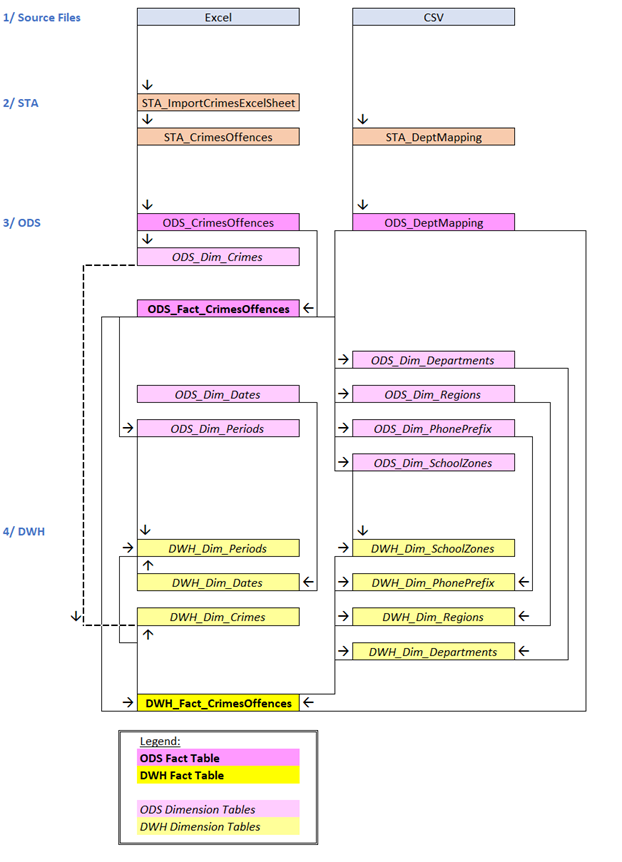 1/ Source Files
Excel
CSV
2/ STA
STA_ImportCrimesExcelSheet
STA_CrimesOffences
STA_DeptMapping
3/ ODS
ODS_CrimesOffences
ODS_DeptMapping
ODS_Dim_Crimes
ODS_Fact_CrimesOffences
ODS_Dim_Departments
ODS_Dim_Dates
ODS_Dim_Regions
ODS_Dim_Periods
ODS_Dim_PhonePrefix
ODS_Dim_SchoolZones
4/ DWH
DWH_Dim_Periods
DWH_Dim_SchoolZones
DWH_Dim_Dates
DWH_Dim_PhonePrefix
DWH_Dim_Crimes
DWH_Dim_Regions
DWH_Dim_Departments
DWH_Fact_CrimesOffences
Legend:
ODS Fact Table
DWH Fact Table
ODS Dimension Tables
DWH Dimension Tables